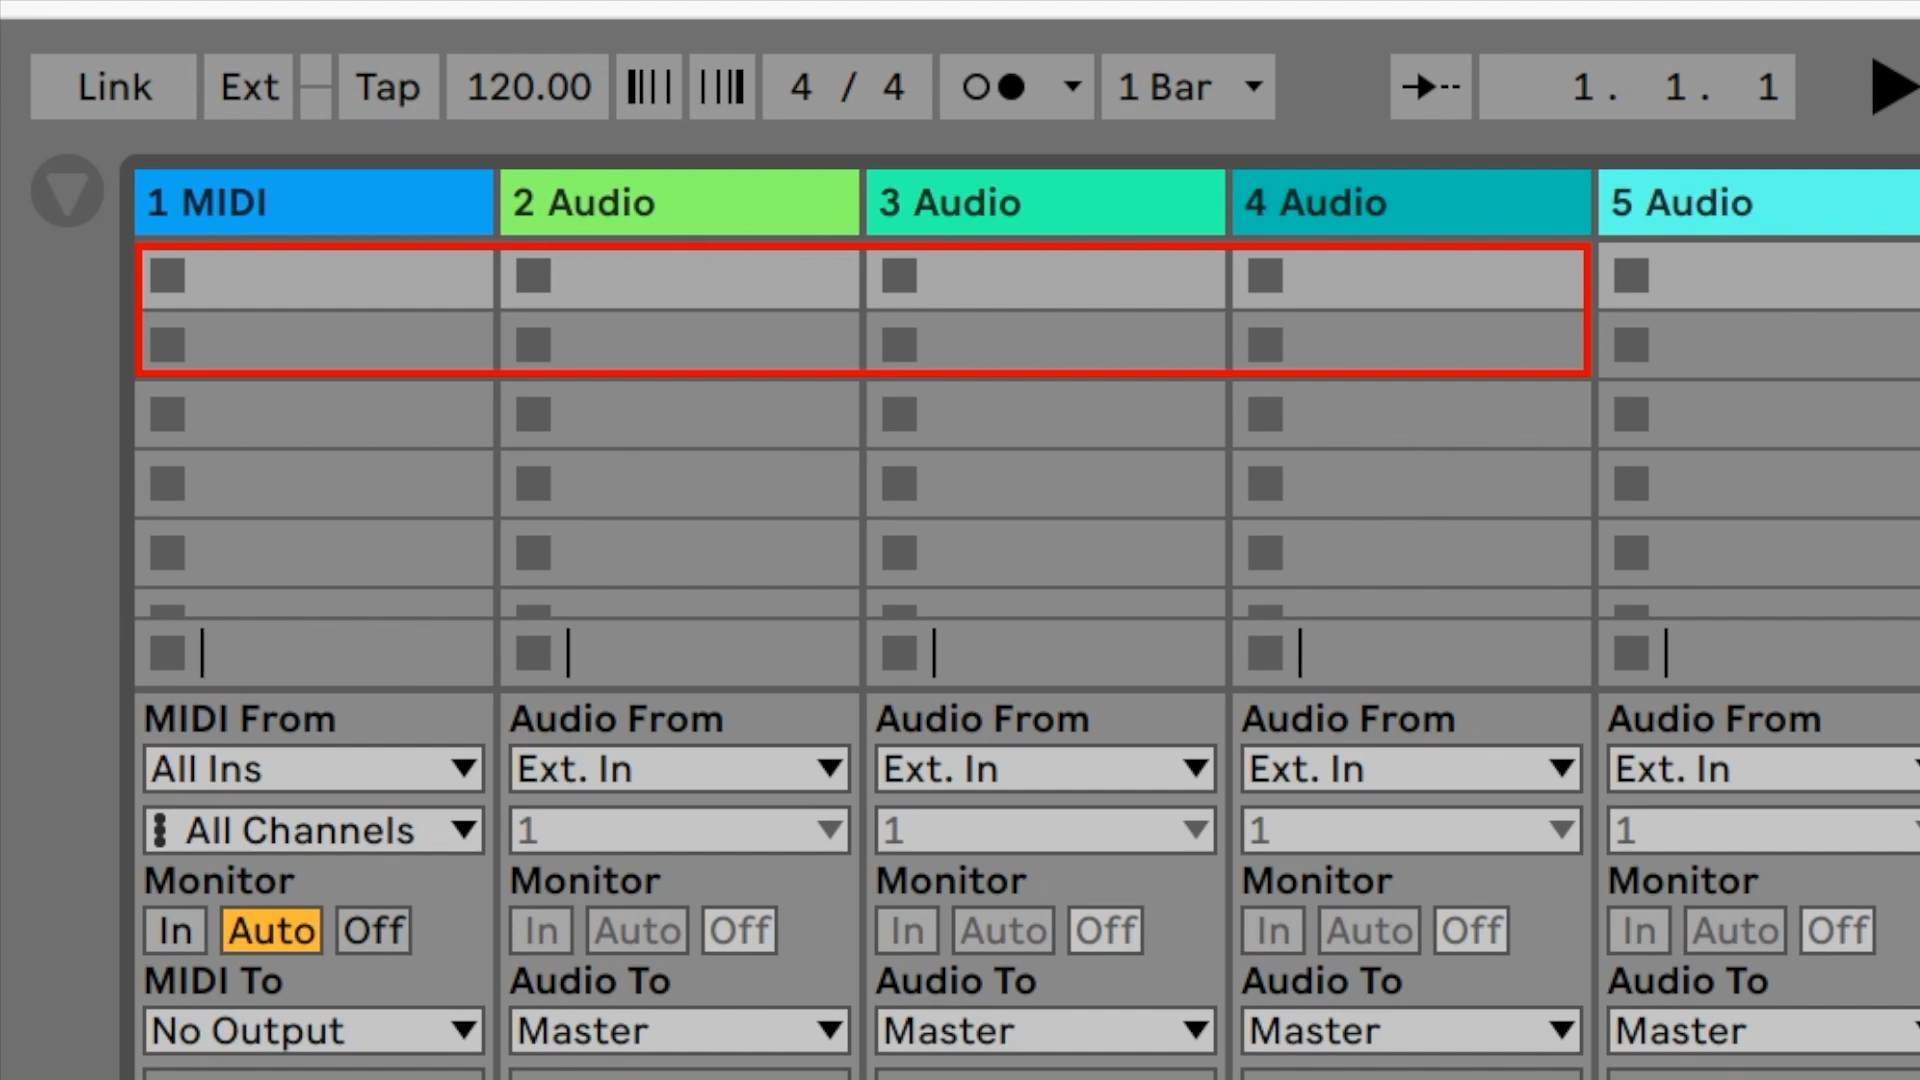 Link Ext Tap 120.00 4 / 4 1 Bar 1. 1. 1
1 MIDI 2 Audio 3 Audio 4 Audio 5 Audio
MIDI From Audio From Audio From Audio From Audio From
All Ins Ext. In Ext. In Ext. In Ext. In
All Channels 1 1 1 1
Monitor Monitor Monitor Monitor Monitor
In Auto Off In Auto Off In Auto Off In Auto Off In Auto Off
MIDI To Audio To Audio To Audio To Audio To
No Output Master Master Master Master